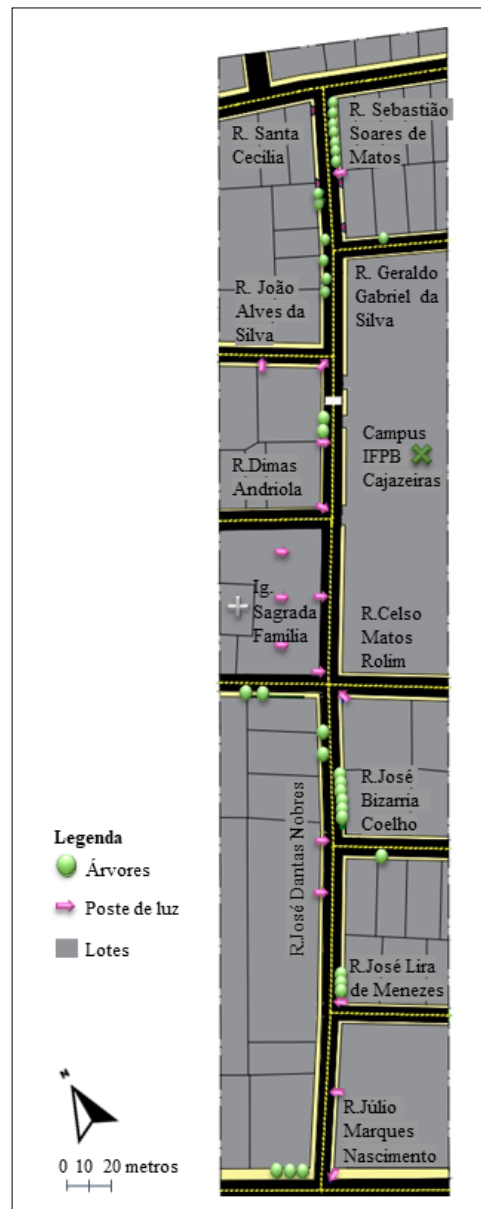 R. Santa
Cecília
R. Sebastião
Soares de
Matos
R. João
Alves da
Silva
R. Geraldo
Gabriel da
Silva
R.Dimas
Andriola
Campus
IFPB
Cajazeiras
Ig.
Sagrada
Família
R.Celso
Matos
Rolim
R.José Dantas Nobres
R.José
Bizarria
Coelho
Legenda
Árvores
Poste de luz
Lotes
R.José Lira
de Menezes
R.Júlio
Marques
Nascimento
N
0 10 20 metros